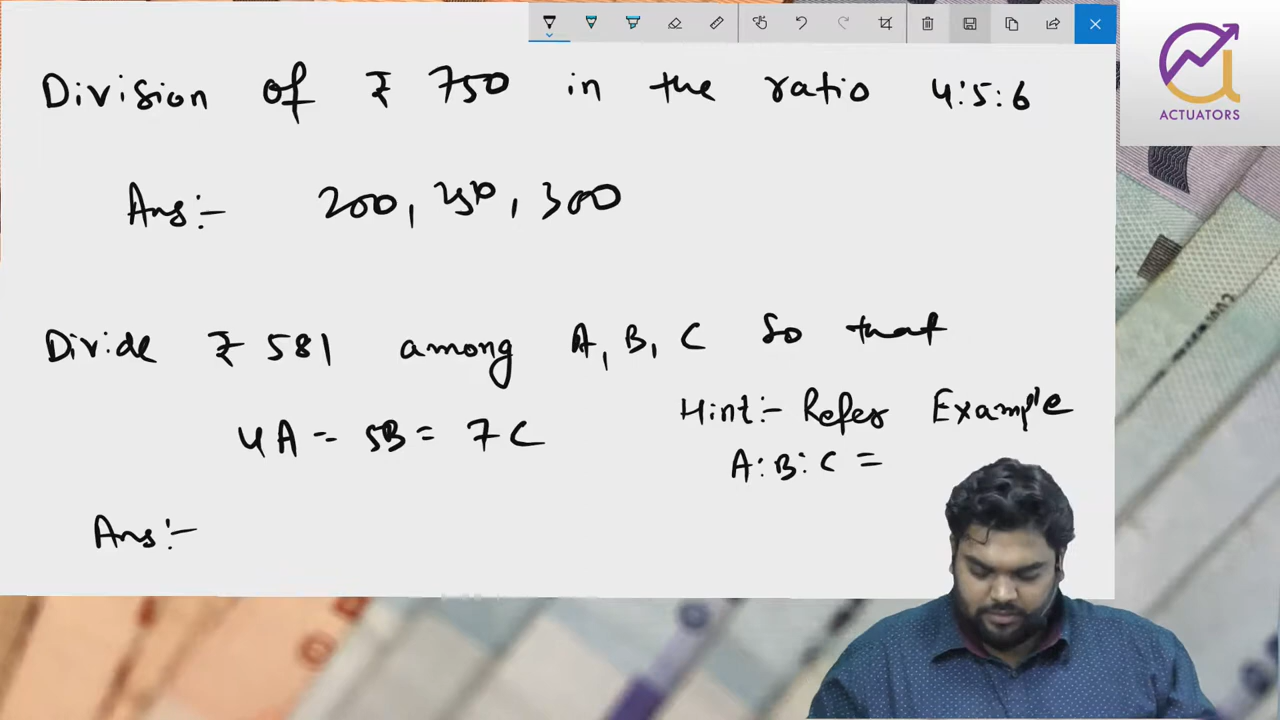 Division of ₹ 750 in the ratio 4:5:6
Ans:- 200, 250, 300
Divide ₹ 581 among A, B, C so that
4A = 5B = 7C
Hint:- Refer Example
A:B:C =
Ans:-
ACTUATORS